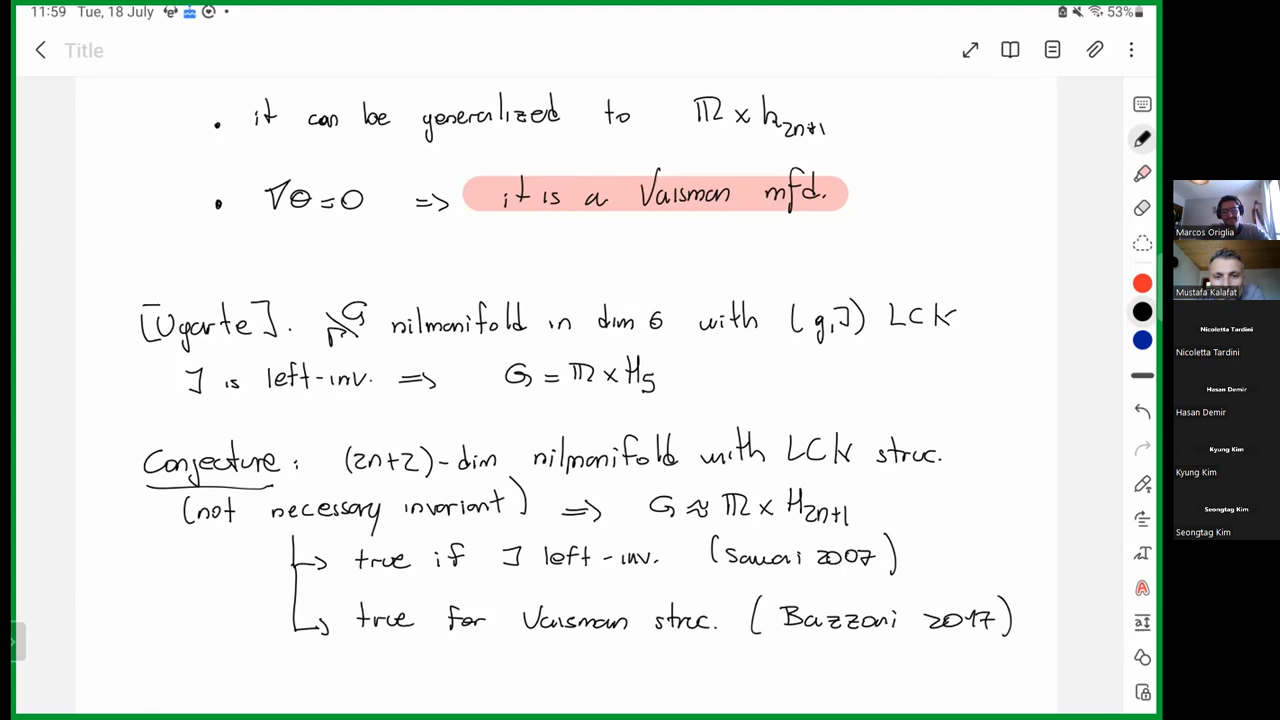 11:59 Tue, 18 July
53%
Title
• it can be generalized to ℝ × h₂ₙ₊₁
• ∇θ = 0 => it is a Vaisman mfd.
[Ugarte]. Γ\G nilmanifold in dim 6 with (g,J) LCK
J is left-inv. => G = ℝ × H₅
Conjecture: (2n+2)-dim nilmanifold with LCK struc.
(not necessary invariant) => G ≈ ℝ × H₂ₙ₊₁
↳ true if J left-inv. (Sawai 2007)
↳ true for Vaisman struc. (Bazzoni 2017)
Marcos Origlia
Mustafa Kalafat
Nicoletta Tardini
Nicoletta Tardini
Hasan Demir
Hasan Demir
Kyung Kim
Kyung Kim
Seongtag Kim
Seongtag Kim